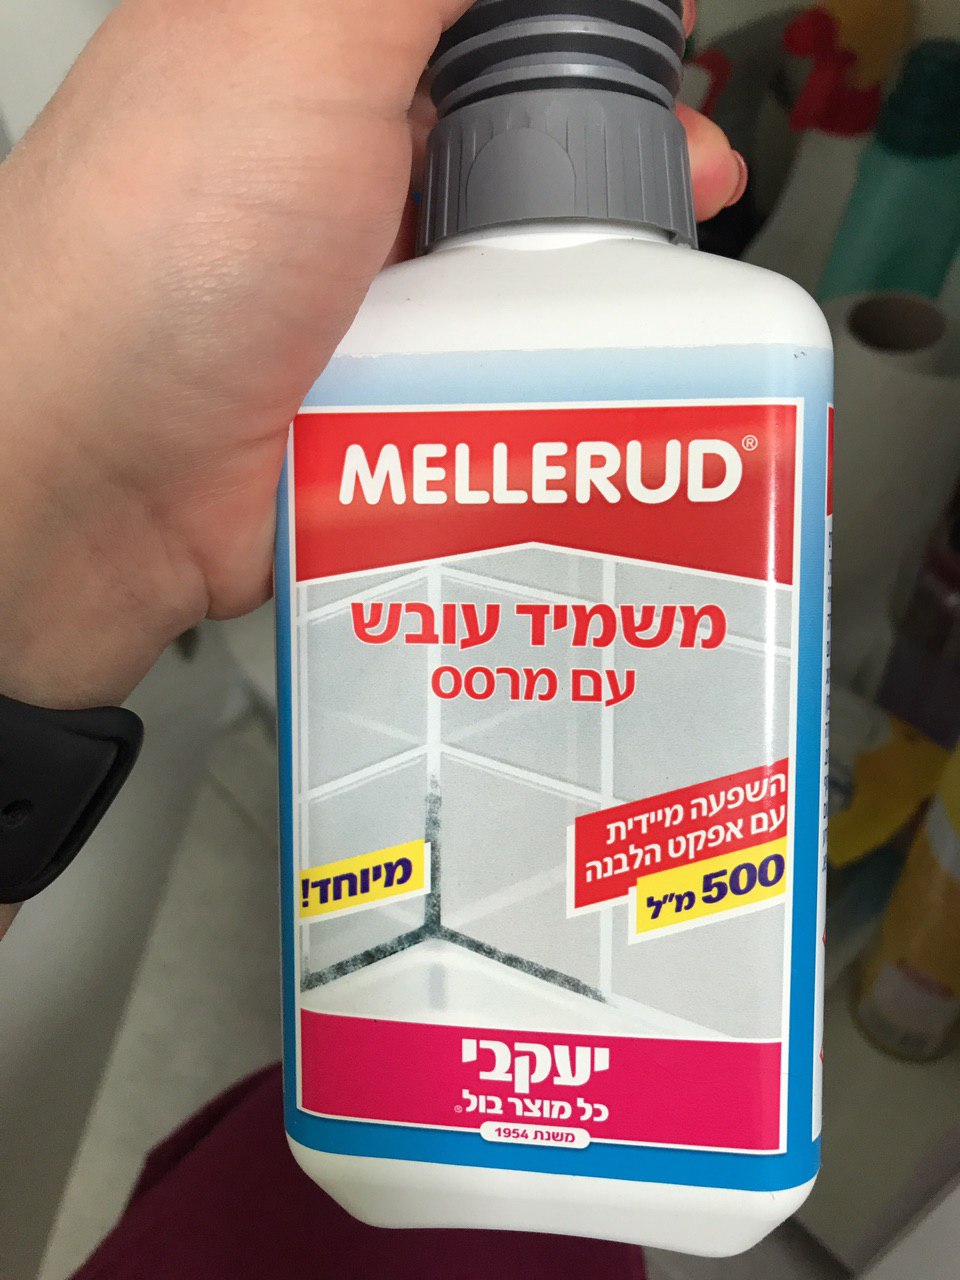 MELLERUD®
משמיד עובש
עם מרסס
השפעה מיידית
עם אפקט הלבנה
500 מ"ל
מיוחד!
יעקבי
כל מוצר בול®
משנת 1954